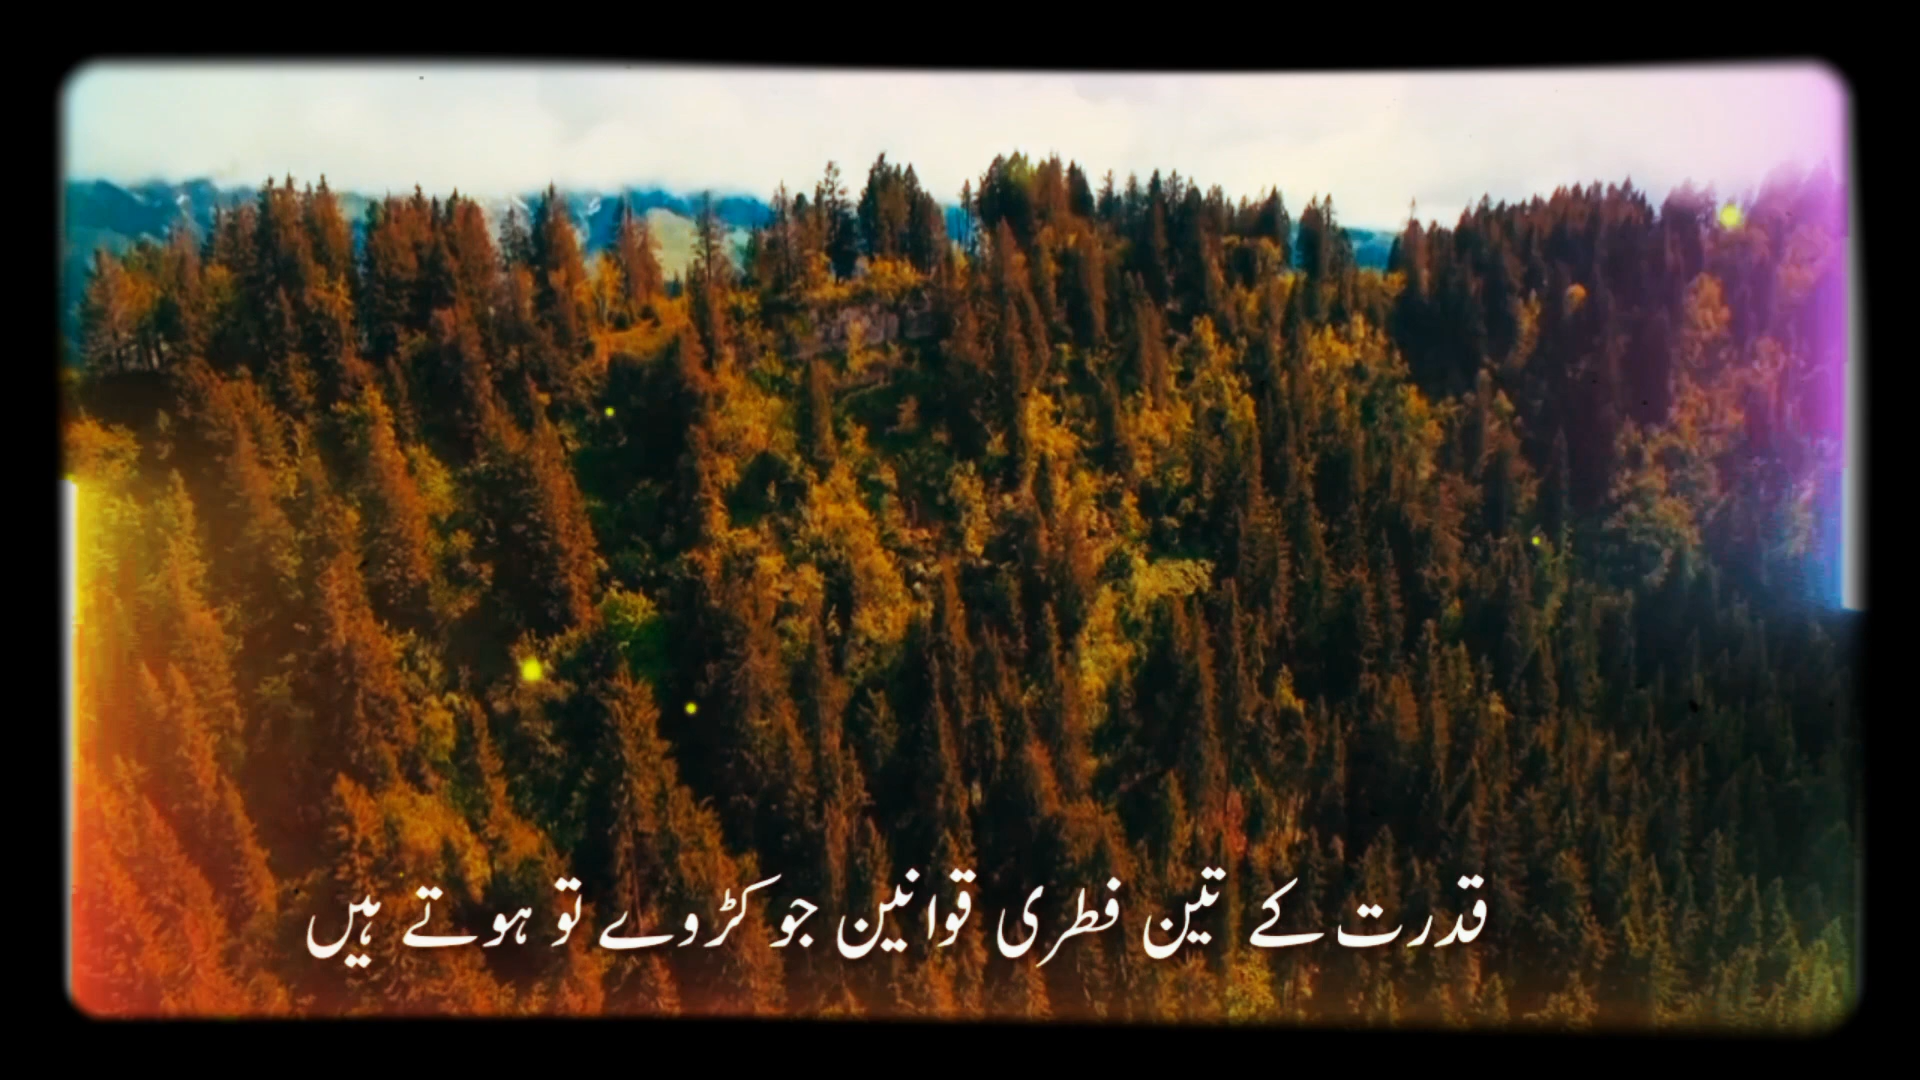 قدرت کے تین فطری قوانین جو کڑوے تو ہوتے ہیں